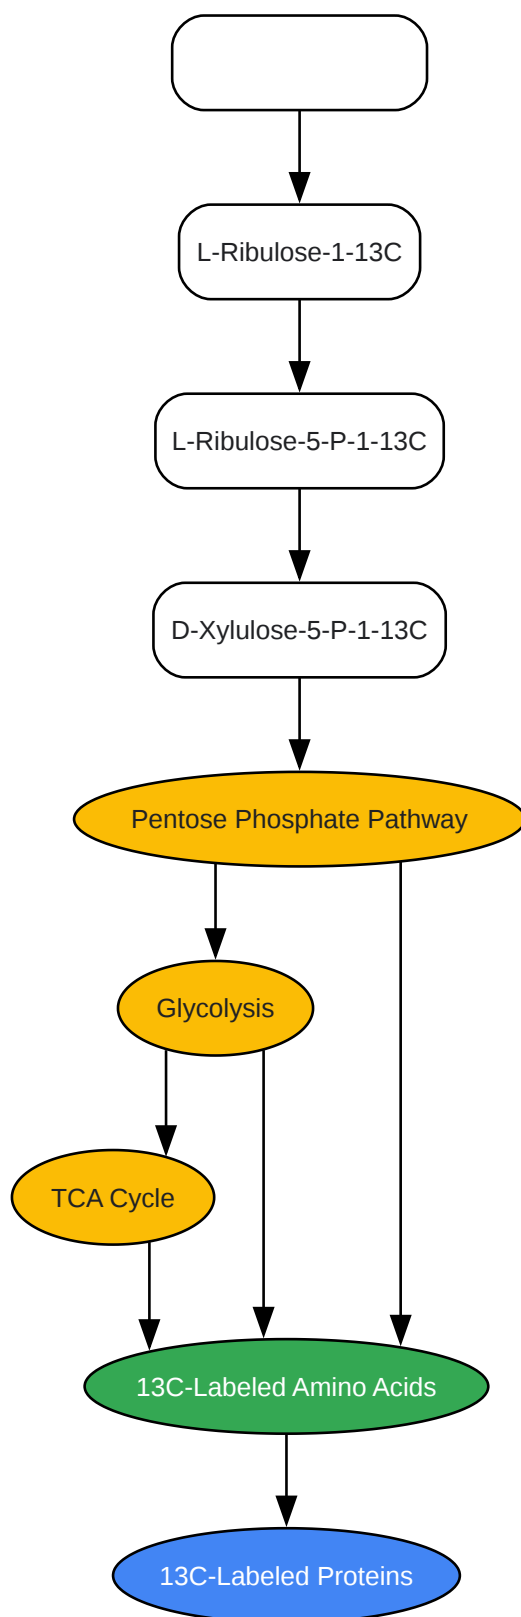 L-Ribulose-1-13C
L-Ribulose-5-P-1-13C
D-Xylulose-5-P-1-13C
Pentose Phosphate Pathway
Glycolysis
TCA Cycle
13C-Labeled Amino Acids
13C-Labeled Proteins